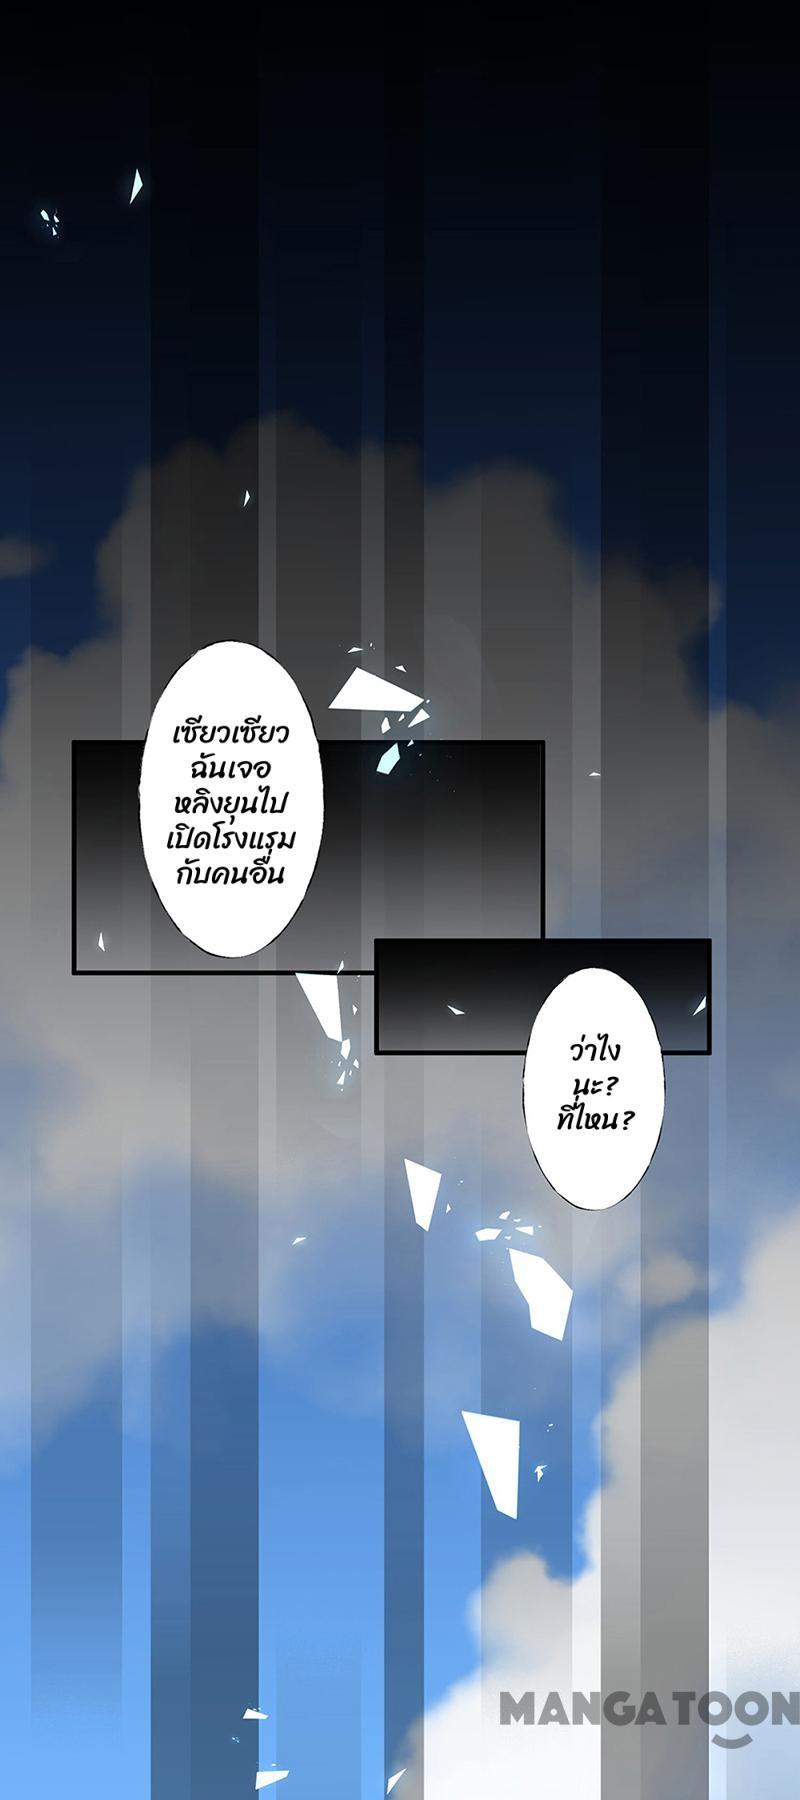 เซียวเซียว
ฉันเจอ
หลิงยุนไป
เปิดโรงแรม
กับคนอื่น
ว่าไง
นะ?
ที่ไหน?
MANGATOON